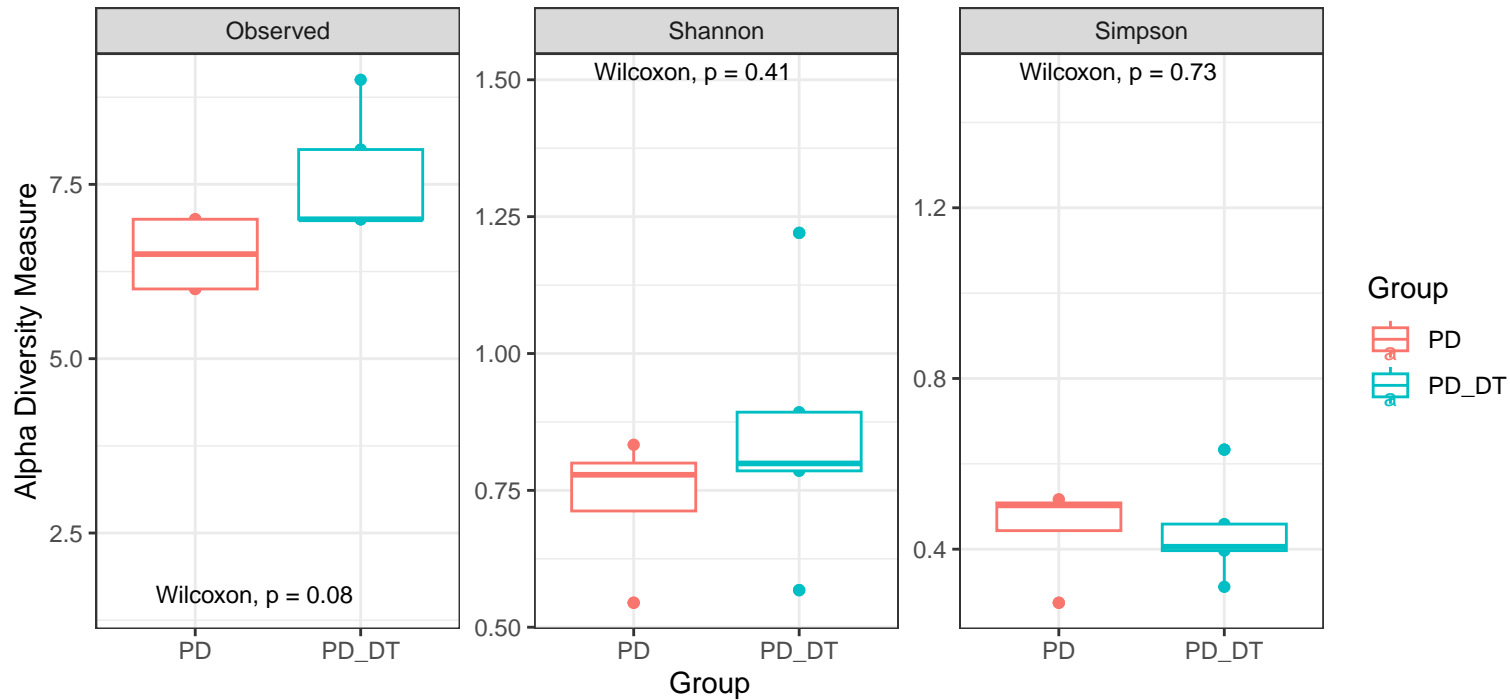 Observed
Shannon
Simpson
Alpha Diversity Measure
7.5
5.0
2.5
Wilcoxon, p = 0.08
PD
PD_DT
1.50
1.25
1.00
0.75
0.50
Wilcoxon, p = 0.41
PD
PD_DT
1.2
0.8
0.4
Wilcoxon, p = 0.73
PD
PD_DT
Group
Group
a
PD
a
PD_DT